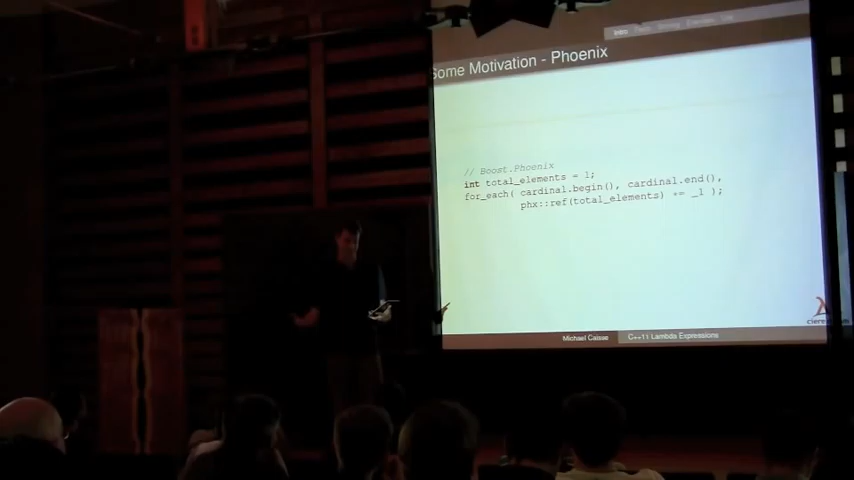 Intro
Some Motivation - Phoenix
// Boost.Phoenix
int total_elements = 1;
for_each( cardinal.begin(), cardinal.end(),
phx::ref(total_elements) *= _1 );
Michael Caisse
C++11 Lambda Expressions